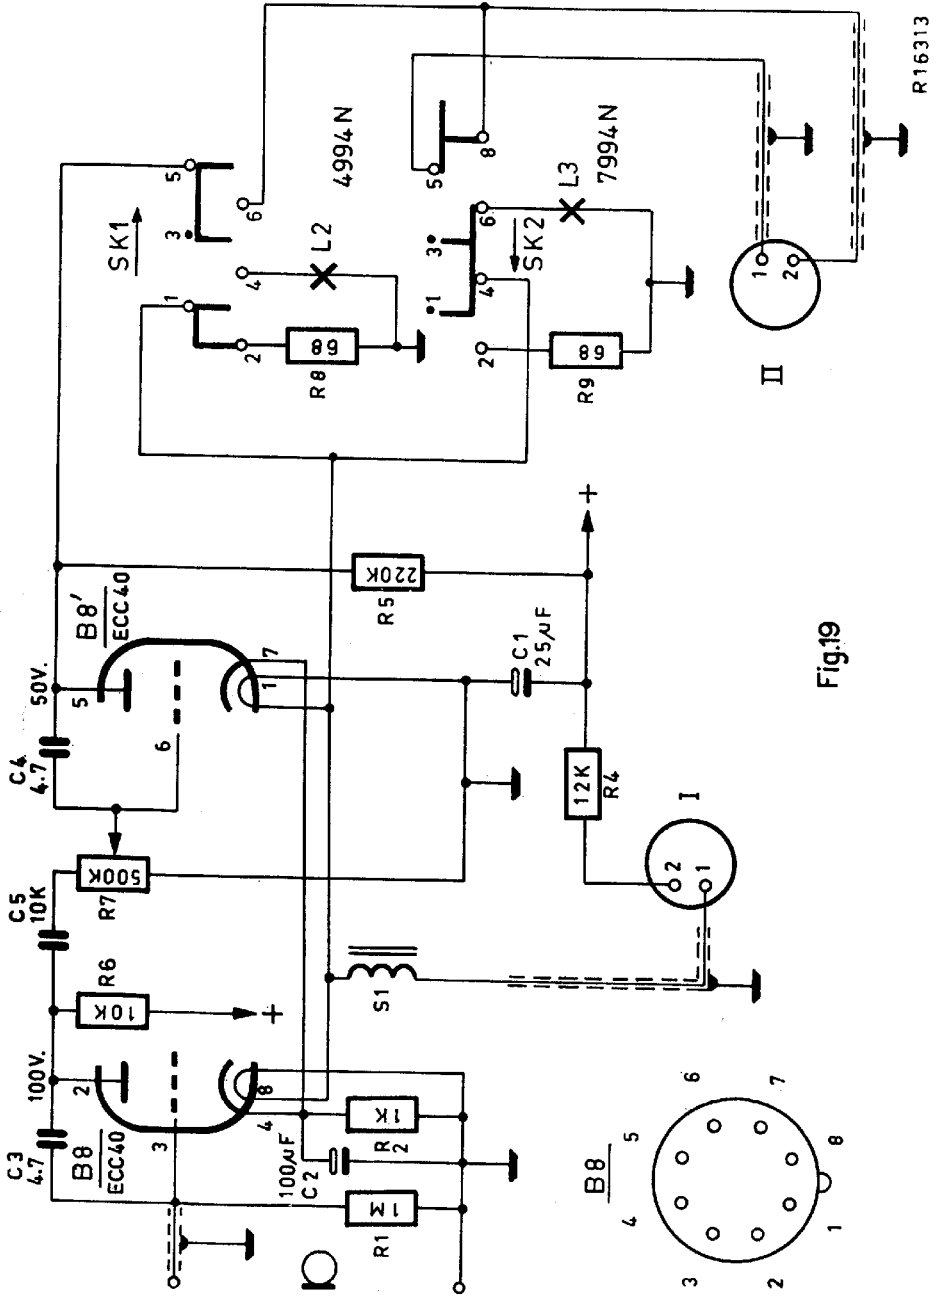 C3
4.7
100V.
C5
10K
C4
4.7
50V.
B8
ECC40
2
R6
10K
R7
500K
5
B8'
ECC40
SK1
3
6
1
3
5
4
8
7
1
2
4
6
100µF
C2
R8
68
L2
4994N
R1
1M
R2
1K
S1
R5
220K
5
8
1
3
2
4
6
SK2
C1
25µF
+
R4
12K
+
R9
68
L3
7994N
I
2
1
B8
1
2
3
4
5
6
7
8
II
1
2
Fig.19
R16313